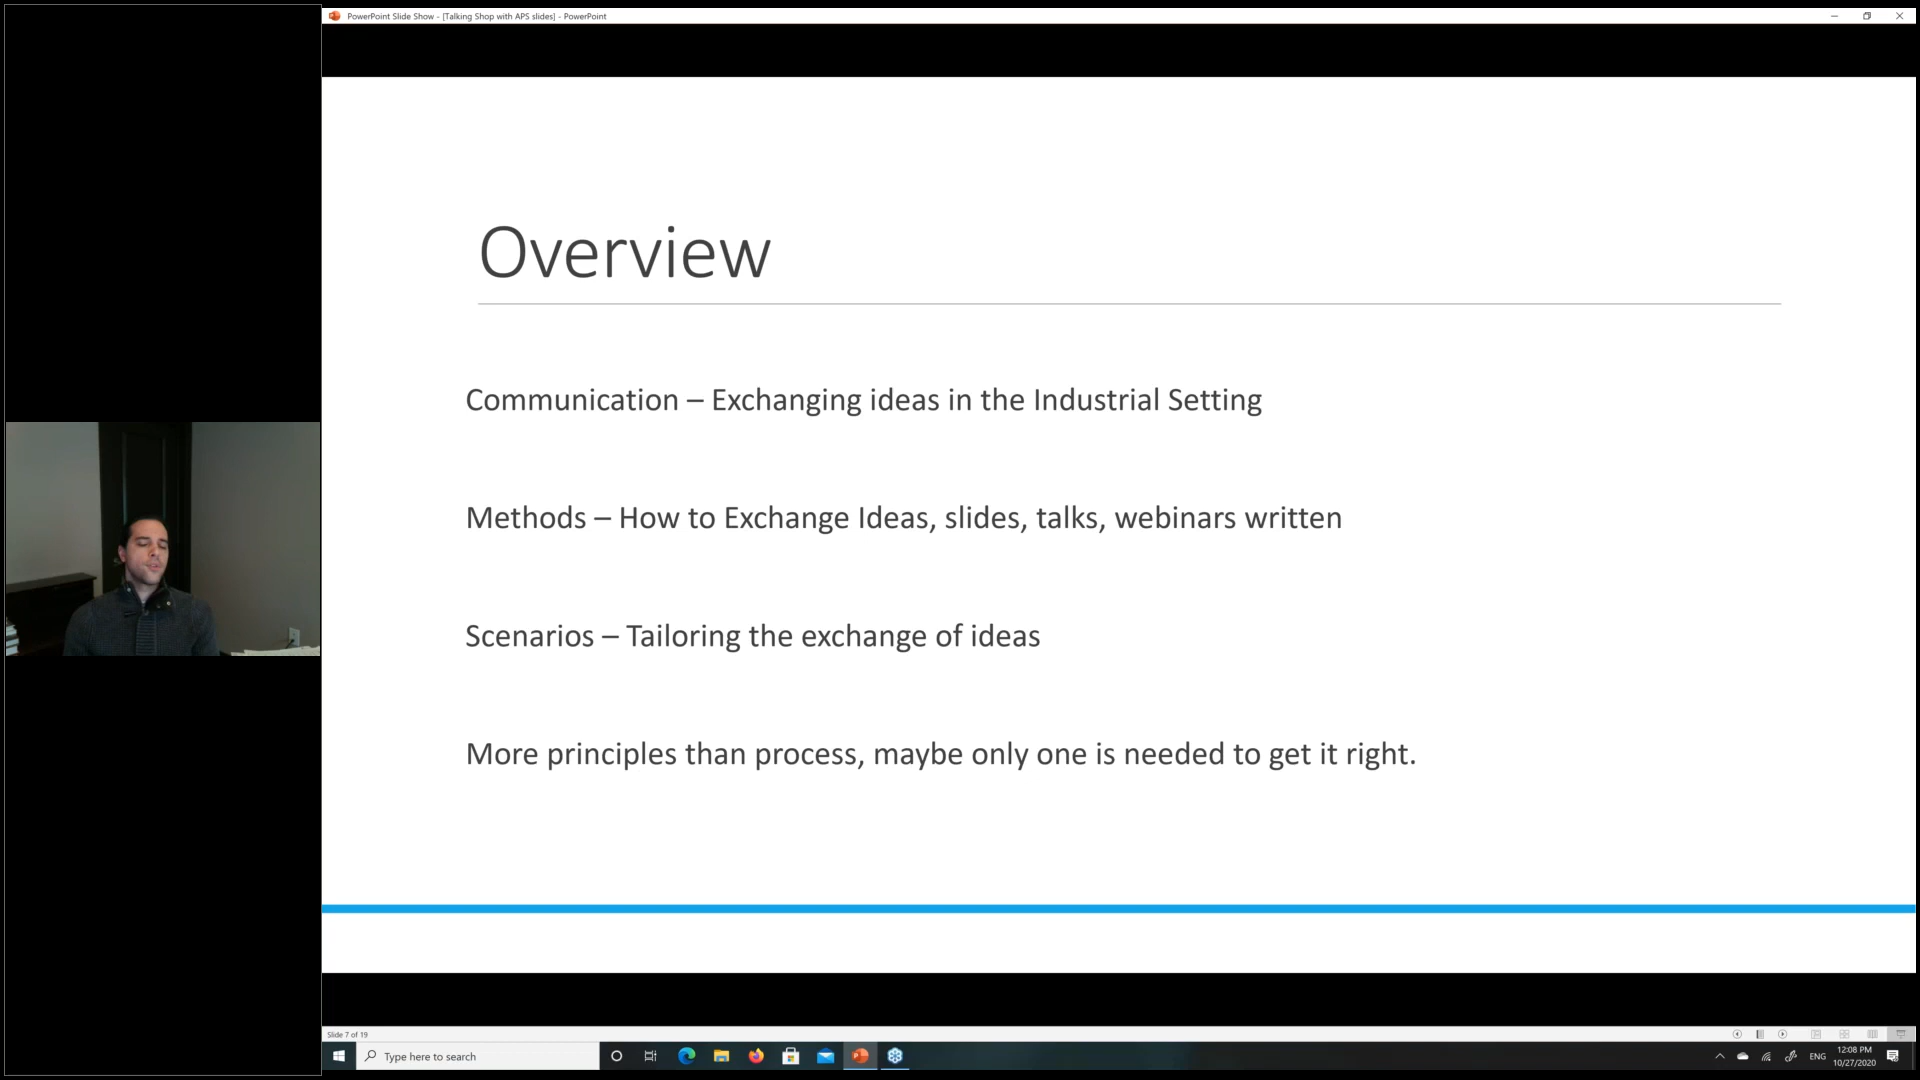 PowerPoint Slide Show - [Talking Shop with APS slides] - PowerPoint
Overview
Communication – Exchanging ideas in the Industrial Setting
Methods – How to Exchange Ideas, slides, talks, webinars written
Scenarios – Tailoring the exchange of ideas
More principles than process, maybe only one is needed to get it right.
Slide 7 of 19
Type here to search
ENG
12:08 PM
10/27/2020